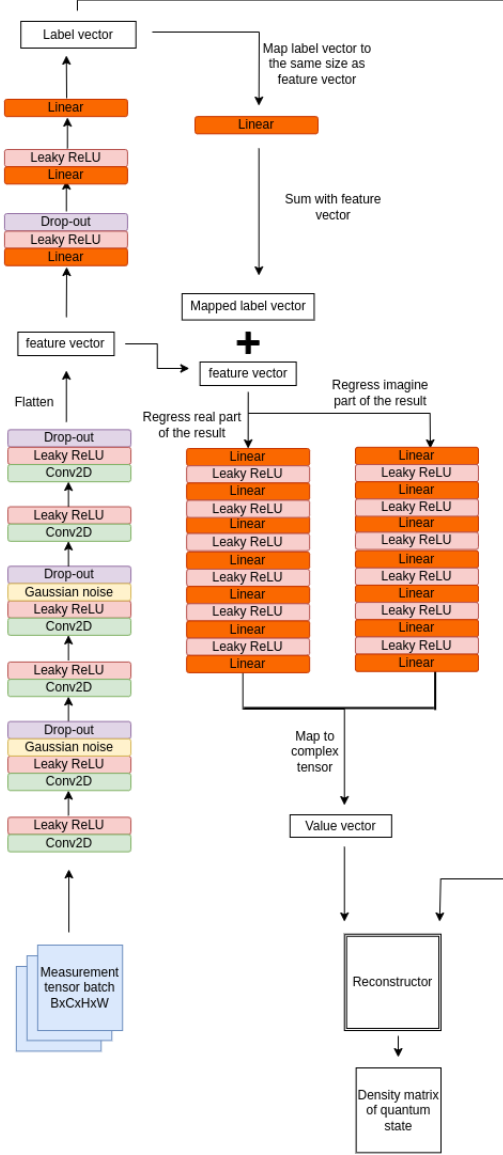 Label vector
Map label vector to
the same size as
feature vector
Linear
Linear
Leaky ReLU
Linear
Sum with feature
vector
Drop-out
Leaky ReLU
Linear
Mapped label vector
+
feature vector
feature vector
Flatten
Regress real part
of the result
Regress imagine
part of the result
Drop-out
Leaky ReLU
Conv2D
Leaky ReLU
Conv2D
Drop-out
Gaussian noise
Leaky ReLU
Conv2D
Leaky ReLU
Conv2D
Drop-out
Gaussian noise
Leaky ReLU
Conv2D
Leaky ReLU
Conv2D
Measurement
tensor batch
BxCxHxW
Linear
Leaky ReLU
Linear
Leaky ReLU
Linear
Leaky ReLU
Linear
Leaky ReLU
Linear
Leaky ReLU
Linear
Leaky ReLU
Linear
Linear
Leaky ReLU
Linear
Leaky ReLU
Linear
Leaky ReLU
Linear
Leaky ReLU
Linear
Leaky ReLU
Linear
Leaky ReLU
Linear
Map to
complex
tensor
Value vector
Reconstructor
Density matrix
of quantum
state